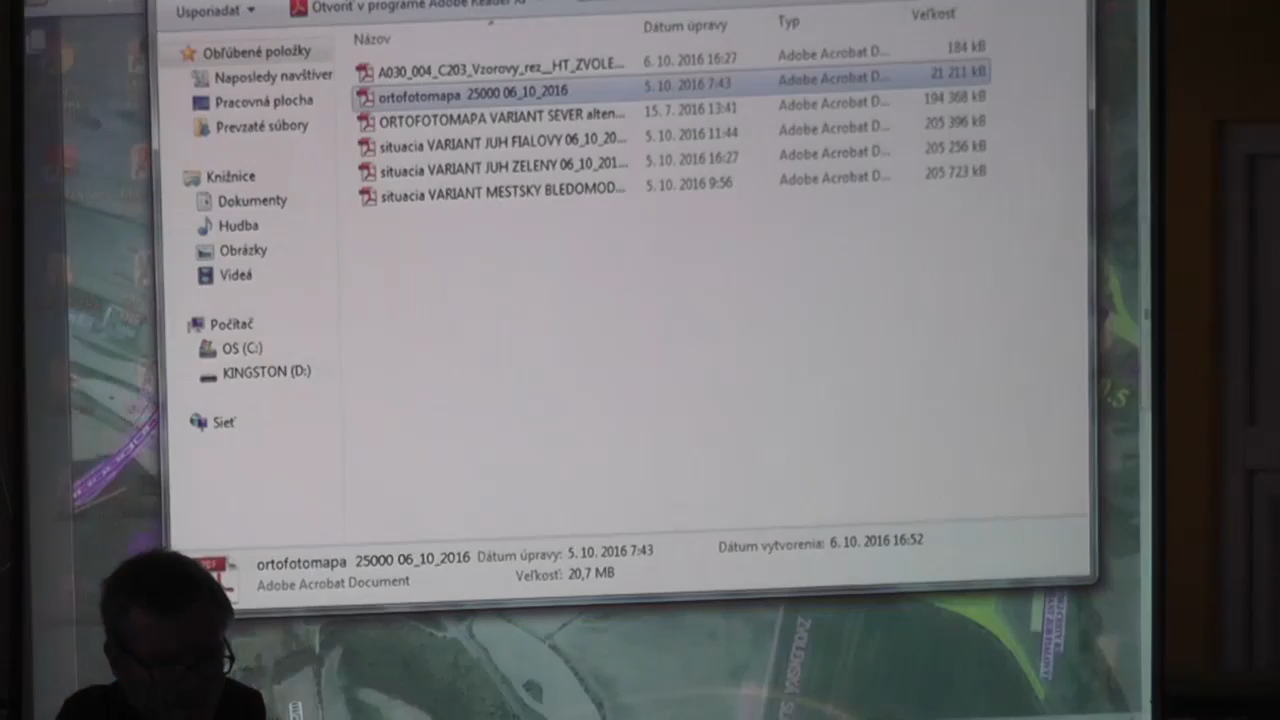 Usporiadať
Otvoriť v programe Adobe Reader XI
Názov Dátum úpravy Typ Veľkosť
A030_004_C203_Vzorovy_rez__HT_ZVOLE... 6. 10. 2016 16:27 Adobe Acrobat D... 184 kB
ortofotomapa 25000 06_10_2016 5. 10. 2016 7:43 Adobe Acrobat D... 21 211 kB
ORTOFOTOMAPA VARIANT SEVER alten... 15. 7. 2016 13:41 Adobe Acrobat D... 194 368 kB
situacia VARIANT JUH FIALOVY 06_10_20... 5. 10. 2016 11:44 Adobe Acrobat D... 205 396 kB
situacia VARIANT JUH ZELENY 06_10_201... 5. 10. 2016 16:27 Adobe Acrobat D... 205 256 kB
situacia VARIANT MESTSKY BLEDOMOD... 5. 10. 2016 9:56 Adobe Acrobat D... 205 723 kB
Obľúbené položky
Naposledy navštíver
Pracovná plocha
Prevzaté súbory
Knižnice
Dokumenty
Hudba
Obrázky
Videá
Počítač
OS (C:)
KINGSTON (D:)
Sieť
ortofotomapa 25000 06_10_2016 Dátum úpravy: 5. 10. 2016 7:43 Dátum vytvorenia: 6. 10. 2016 16:52
Adobe Acrobat Document Veľkosť: 20,7 MB
ZVOLENSKÁ